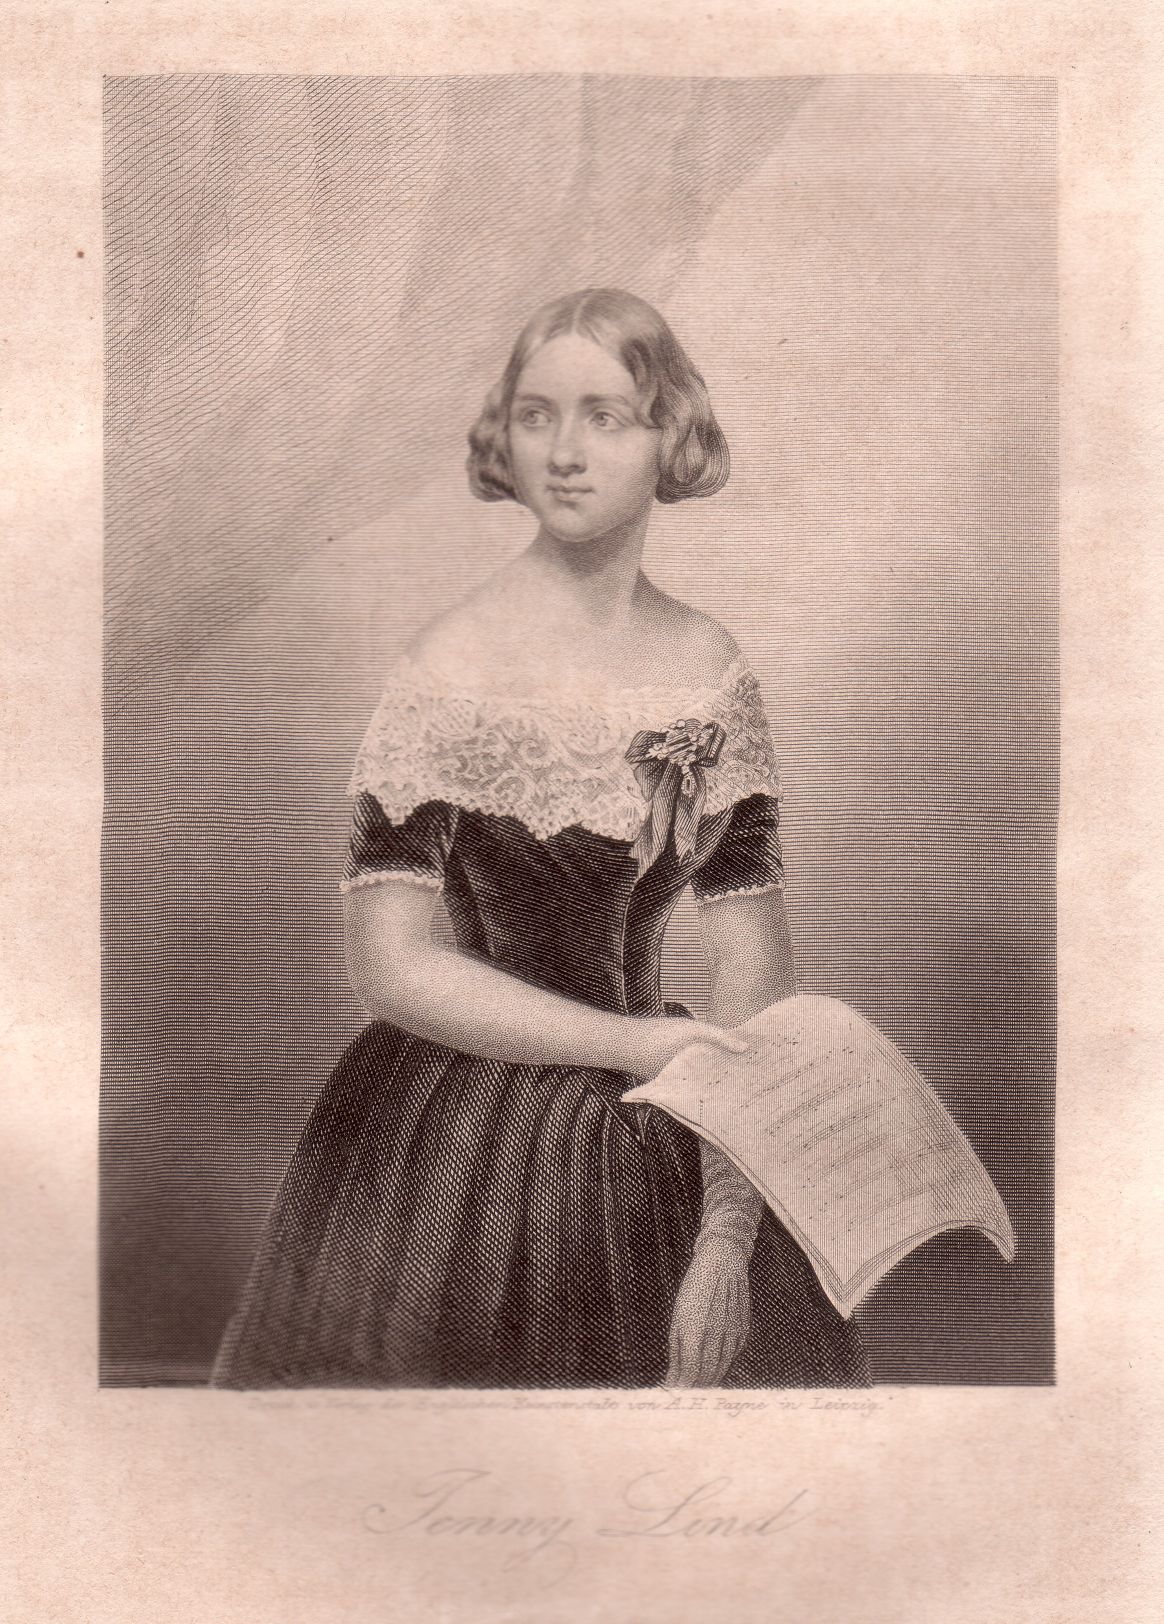 Druck u. Verlag der Englischen Kunstanstalt von A. H. Payne in Leipzig.
Jenny Lind